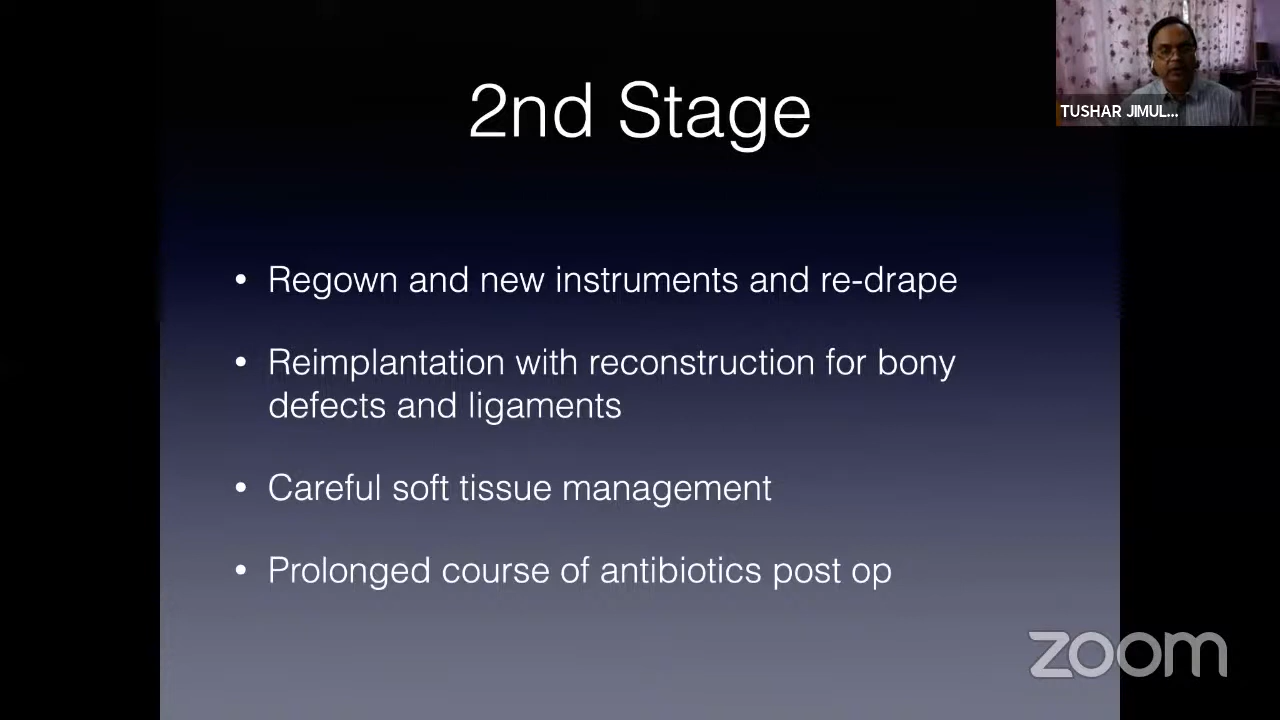 2nd Stage
TUSHAR JIMUL...
• Regown and new instruments and re-drape
• Reimplantation with reconstruction for bony
defects and ligaments
• Careful soft tissue management
• Prolonged course of antibiotics post op
zoom